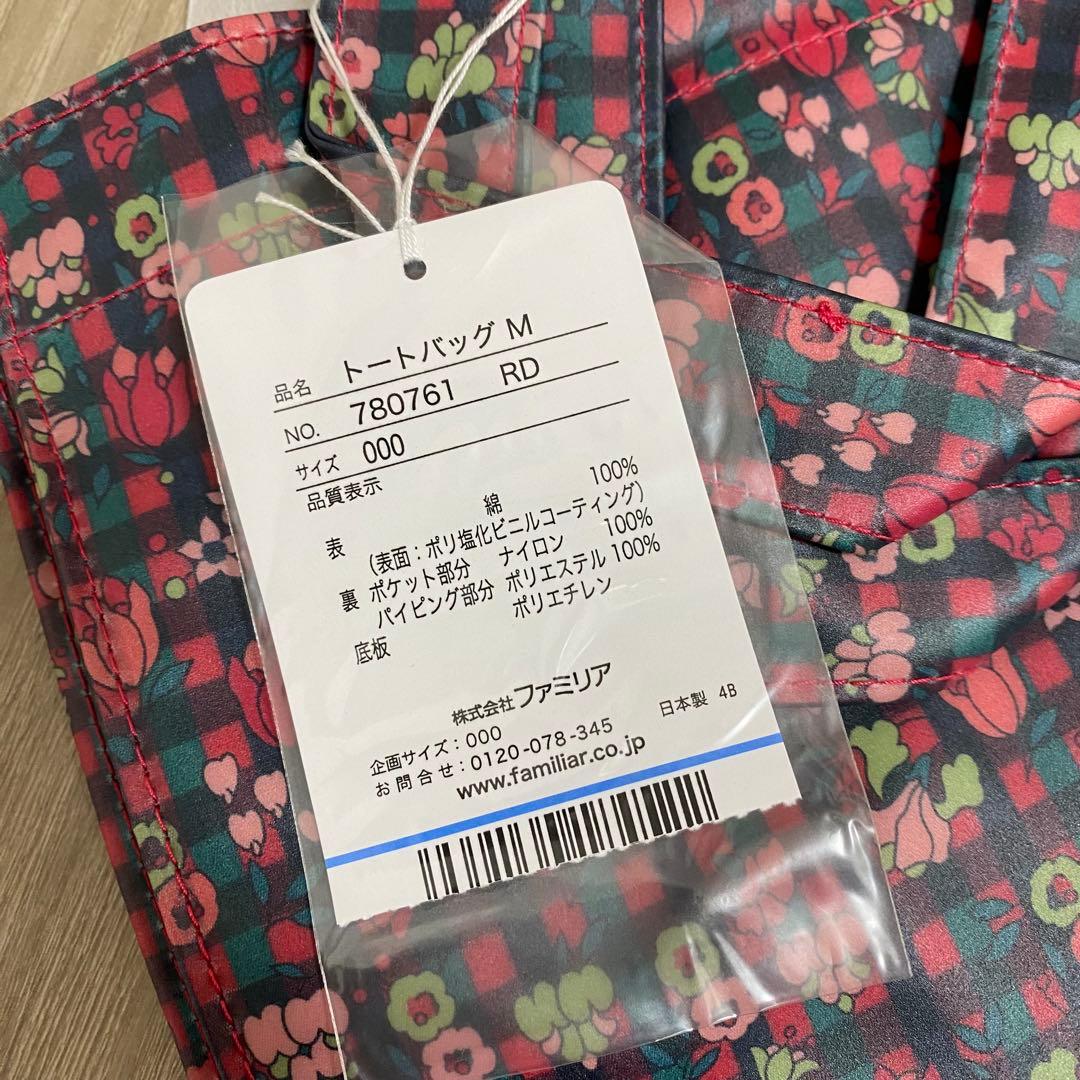 品名 トートバッグ M
NO. 780761 RD
サイズ 000
品質表示
表 綿 100%
(表面：ポリ塩化ビニルコーティング)
裏 ポケット部分 ナイロン 100%
パイピング部分 ポリエステル 100%
底板 ポリエチレン
株式会社ファミリア
企画サイズ：000 日本製 4B
お問合せ：0120-078-345
www.familiar.co.jp